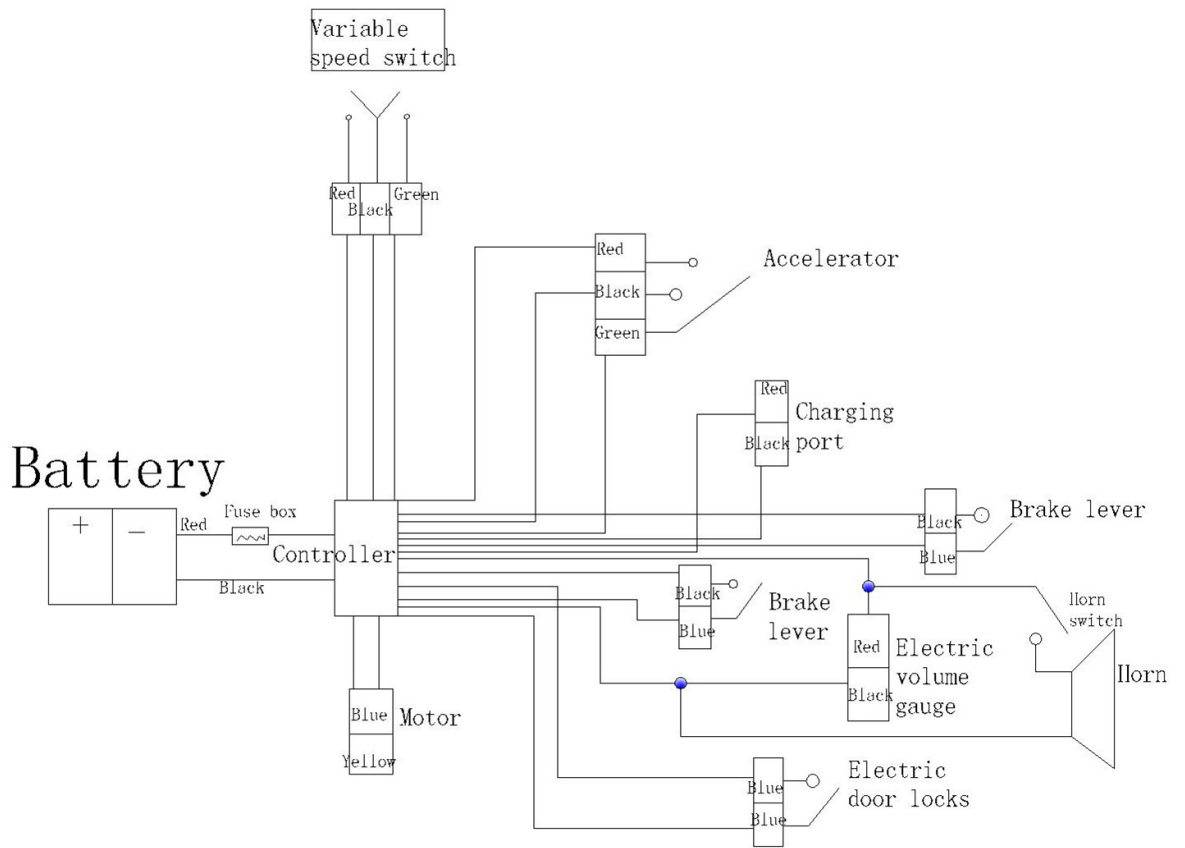 Variable
speed switch
Red
Black
Green
Red
Black
Green
Accelerator
Red
Black
Charging
port
Battery
+
−
Red
Fuse box
Black
Controller
Black
Blue
Brake lever
Black
Blue
Brake
lever
Horn
switch
Red
Black
Electric
volume
gauge
Horn
Blue
Yellow
Motor
Blue
Blue
Electric
door locks